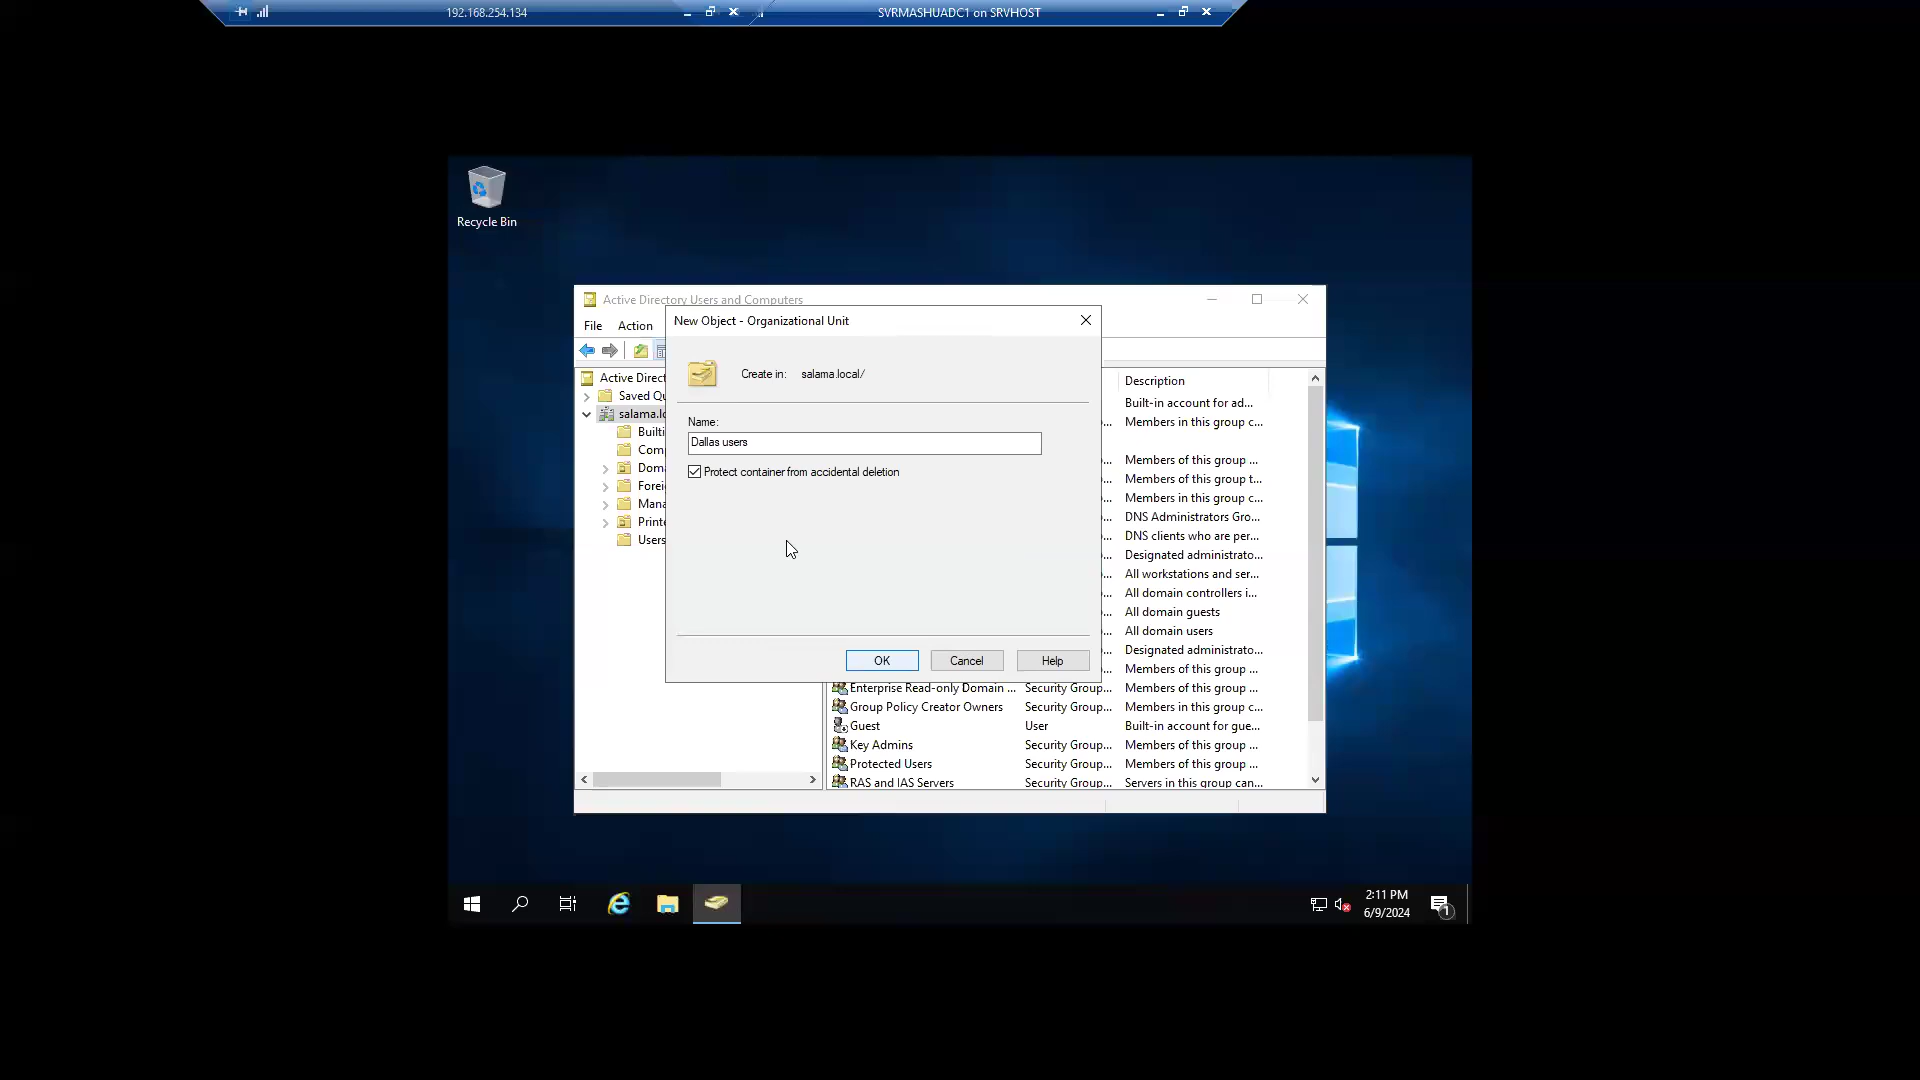 192.168.254.134
SVRMASHUADC1 on SRVHOST
Recycle Bin
Active Directory Users and Computers
File Action
New Object - Organizational Unit
Create in: salama.local/
Name:
Dallas users
Protect container from accidental deletion
OK Cancel Help
Active Direct
Saved Qu
salama.lo
Builti
Com
Doma
Forei
Mana
Printe
Users
Description
Built-in account for ad...
... Members in this group c...
... Members of this group ...
... Members of this group t...
... Members in this group c...
... DNS Administrators Gro...
... DNS clients who are per...
... Designated administrato...
... All workstations and ser...
... All domain controllers i...
... All domain guests
... All domain users
... Designated administrato...
... Members of this group ...
Enterprise Read-only Domain ... Security Group... Members of this group ...
Group Policy Creator Owners Security Group... Members in this group c...
Guest User Built-in account for gue...
Key Admins Security Group... Members of this group ...
Protected Users Security Group... Members of this group ...
RAS and IAS Servers Security Group... Servers in this group can...
2:11 PM
6/9/2024
1